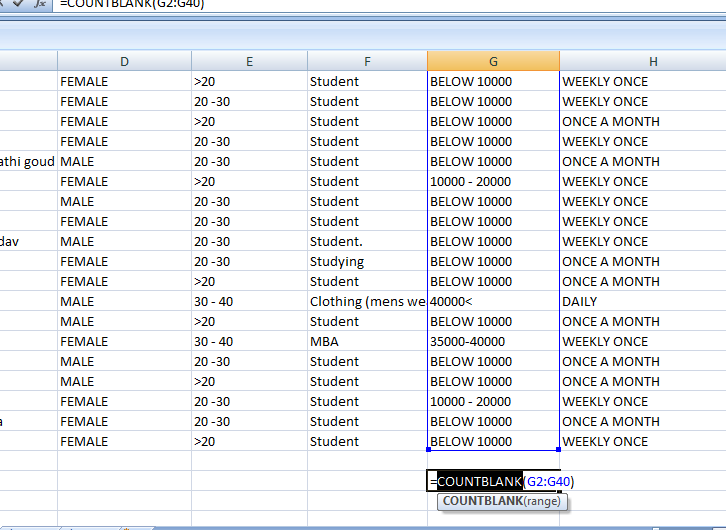 =COUNTBLANK(G2:G40)
D E F G H
FEMALE >20 Student BELOW 10000 WEEKLY ONCE
FEMALE 20 -30 Student BELOW 10000 WEEKLY ONCE
FEMALE >20 Student BELOW 10000 ONCE A MONTH
FEMALE 20 -30 Student BELOW 10000 WEEKLY ONCE
athi goud MALE 20 -30 Student BELOW 10000 ONCE A MONTH
FEMALE >20 Student 10000 - 20000 WEEKLY ONCE
MALE 20 -30 Student BELOW 10000 WEEKLY ONCE
FEMALE 20 -30 Student BELOW 10000 WEEKLY ONCE
dav MALE 20 -30 Student. BELOW 10000 WEEKLY ONCE
FEMALE 20 -30 Studying BELOW 10000 ONCE A MONTH
FEMALE >20 Student BELOW 10000 ONCE A MONTH
MALE 30 - 40 Clothing (mens we 40000< DAILY
MALE >20 Student BELOW 10000 ONCE A MONTH
FEMALE 30 - 40 MBA 35000-40000 WEEKLY ONCE
MALE 20 -30 Student BELOW 10000 ONCE A MONTH
MALE >20 Student BELOW 10000 ONCE A MONTH
FEMALE 20 -30 Student 10000 - 20000 WEEKLY ONCE
a FEMALE 20 -30 Student BELOW 10000 ONCE A MONTH
FEMALE >20 Student BELOW 10000 WEEKLY ONCE
=COUNTBLANK(G2:G40)
COUNTBLANK(range)